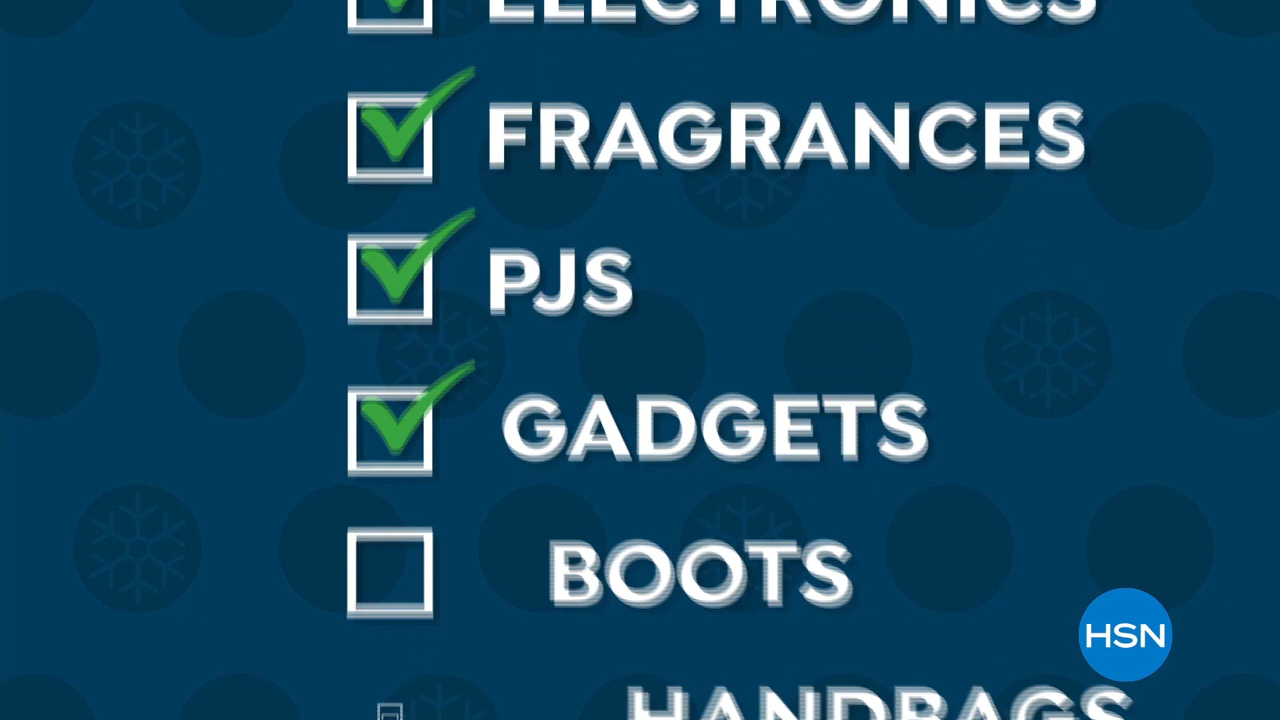 ELECTRONICS
FRAGRANCES
PJS
GADGETS
BOOTS
HSN
HANDBAGS